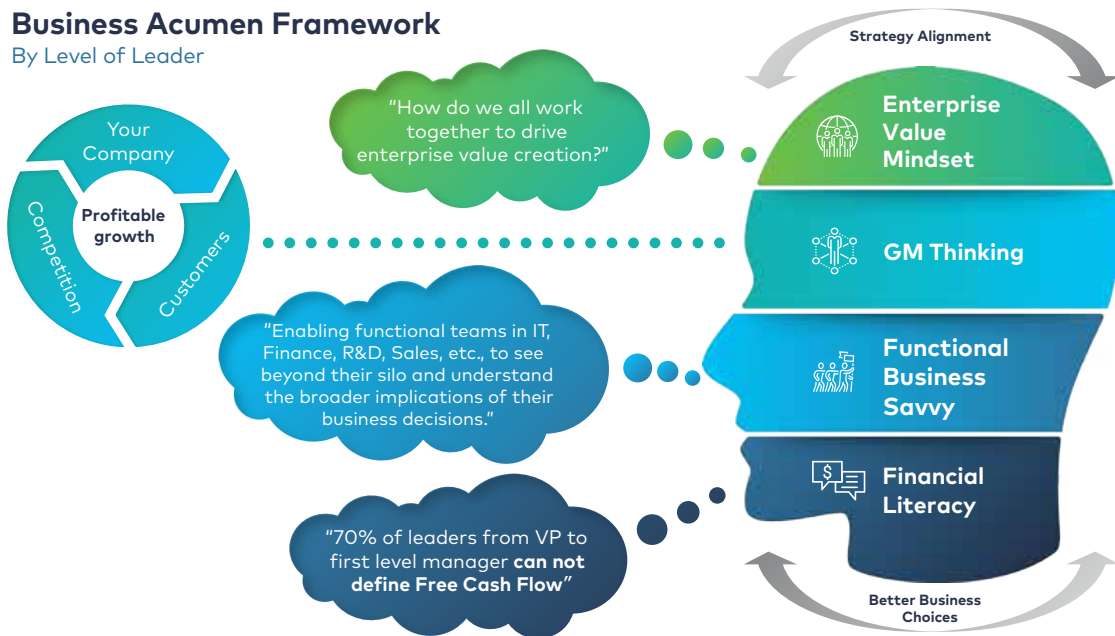 Business Acumen Framework
By Level of Leader
Your
Company
Customers
Competition
Profitable
growth
“How do we all work
together to drive
enterprise value creation?”
“Enabling functional teams in IT,
Finance, R&D, Sales, etc., to see
beyond their silo and understand
the broader implications of their
business decisions.”
“70% of leaders from VP to
first level manager can not
define Free Cash Flow”
Strategy Alignment
Enterprise
Value
Mindset
GM Thinking
Functional
Business
Savvy
$
Financial
Literacy
Better Business
Choices